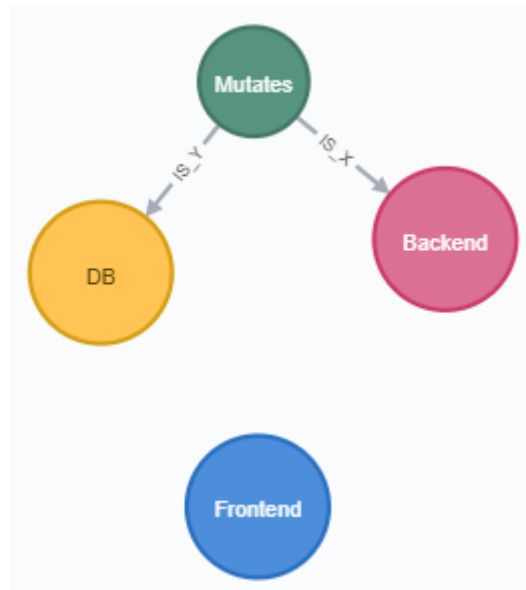 Mutates
IS_Y
IS_X
Backend
DB
Frontend